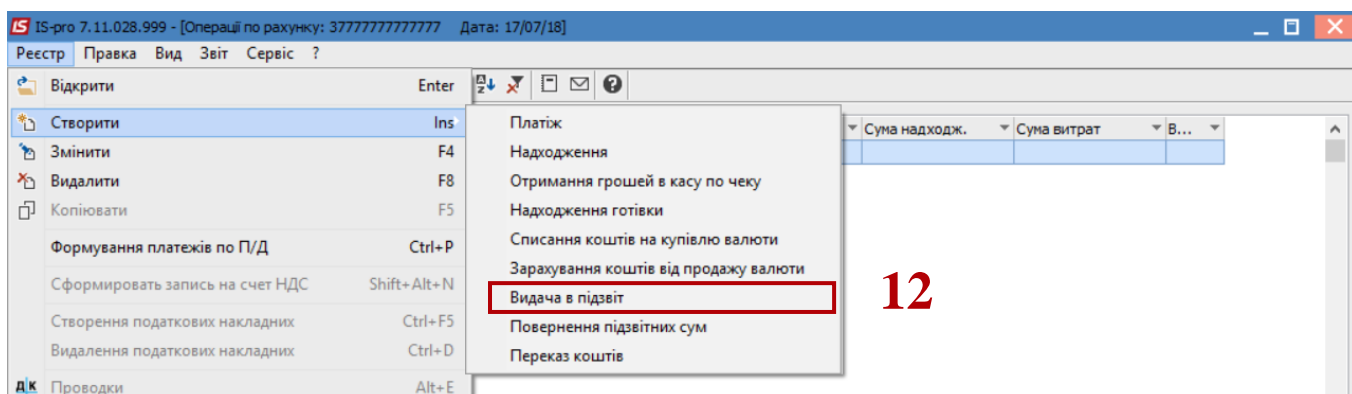 IS-pro 7.11.028.999 - [Операції по рахунку: 37777777777777 Дата: 17/07/18]
Реєстр Правка Вид Звіт Сервіс ?
Відкрити Enter
Створити Ins
Змінити F4
Видалити F8
Копіювати F5
Формування платежів по П/Д Ctrl+P
Сформировать запись на счет НДС Shift+Alt+N
Створення податкових накладних Ctrl+F5
Видалення податкових накладних Ctrl+D
Проводки Alt+E
Платіж
Надходження
Отримання грошей в касу по чеку
Надходження готівки
Списання коштів на купівлю валюти
Зарахування коштів від продажу валюти
Видача в підзвіт
Повернення підзвітних сум
Переказ коштів
Сума надходж. Сума витрат В...
12